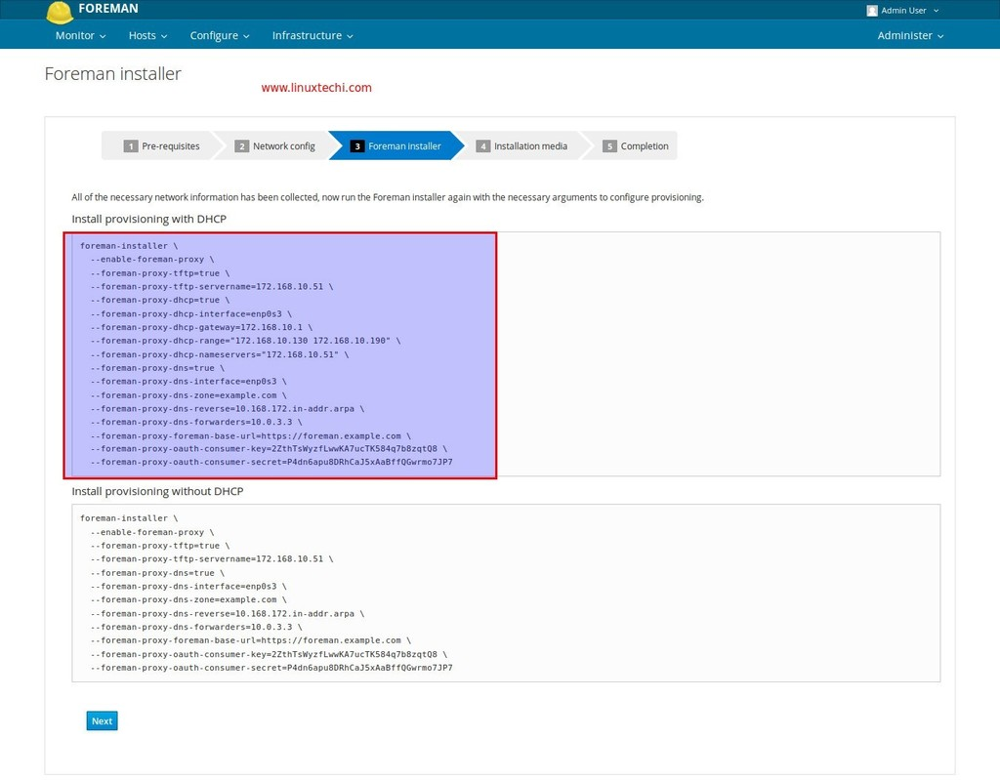 FOREMAN
Admin User
Monitor Hosts Configure Infrastructure Administer
Foreman installer
www.linuxtechi.com
1 Pre-requisites 2 Network config 3 Foreman installer 4 Installation media 5 Completion
All of the necessary network information has been collected, now run the Foreman installer again with the necessary arguments to configure provisioning.
Install provisioning with DHCP
foreman-installer \
--enable-foreman-proxy \
--foreman-proxy-tftp=true \
--foreman-proxy-tftp-servername=172.168.10.51 \
--foreman-proxy-dhcp=true \
--foreman-proxy-dhcp-interface=enp0s3 \
--foreman-proxy-dhcp-gateway=172.168.10.1 \
--foreman-proxy-dhcp-range="172.168.10.130 172.168.10.190" \
--foreman-proxy-dhcp-nameservers="172.168.10.51" \
--foreman-proxy-dns=true \
--foreman-proxy-dns-interface=enp0s3 \
--foreman-proxy-dns-zone=example.com \
--foreman-proxy-dns-reverse=10.168.172.in-addr.arpa \
--foreman-proxy-dns-forwarders=10.0.3.3 \
--foreman-proxy-foreman-base-url=https://foreman.example.com \
--foreman-proxy-oauth-consumer-key=2ZthTsWyzfLwwKA7ucTK584q7b8zqtQ8 \
--foreman-proxy-oauth-consumer-secret=P4dn6apu8DRhCaJ5xAaBffQGwrmo7JP7
Install provisioning without DHCP
foreman-installer \
--enable-foreman-proxy \
--foreman-proxy-tftp=true \
--foreman-proxy-tftp-servername=172.168.10.51 \
--foreman-proxy-dns=true \
--foreman-proxy-dns-interface=enp0s3 \
--foreman-proxy-dns-zone=example.com \
--foreman-proxy-dns-reverse=10.168.172.in-addr.arpa \
--foreman-proxy-dns-forwarders=10.0.3.3 \
--foreman-proxy-foreman-base-url=https://foreman.example.com \
--foreman-proxy-oauth-consumer-key=2ZthTsWyzfLwwKA7ucTK584q7b8zqtQ8 \
--foreman-proxy-oauth-consumer-secret=P4dn6apu8DRhCaJ5xAaBffQGwrmo7JP7
Next